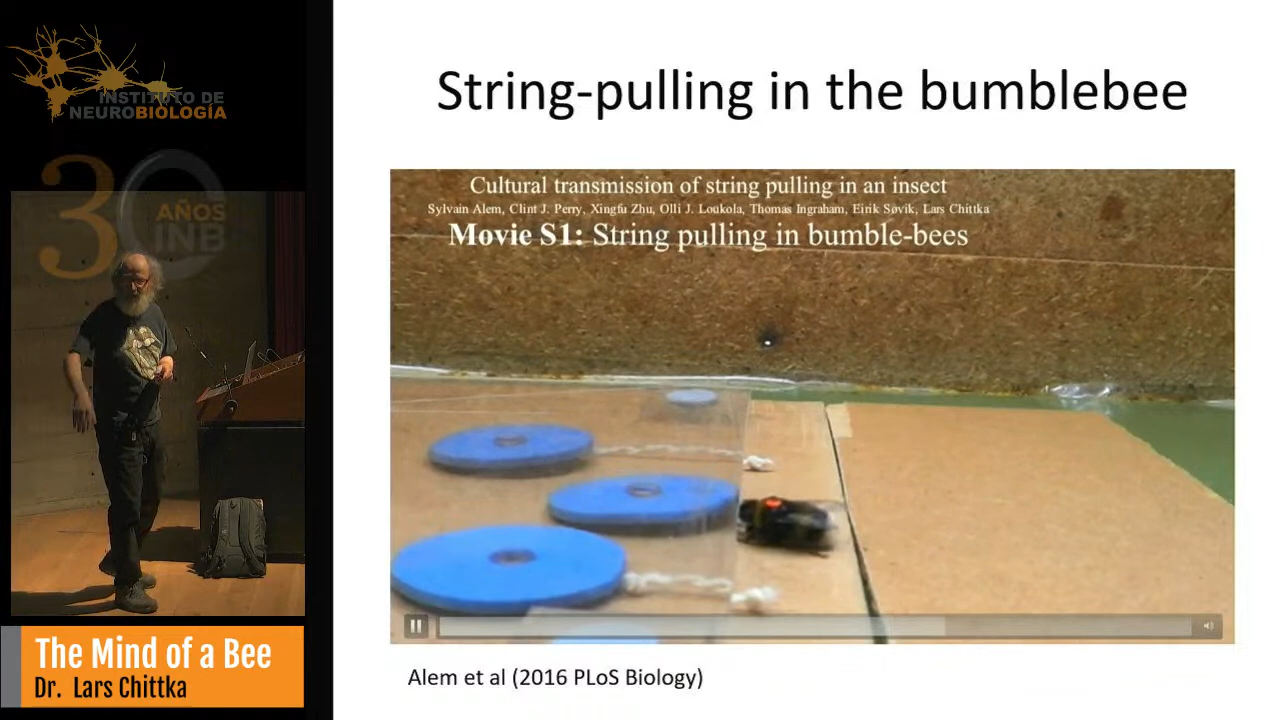 INSTITUTO DE
NEUROBIOLOGÍA
30
AÑOS
INB
The Mind of a Bee
Dr. Lars Chittka
String-pulling in the bumblebee
Cultural transmission of string pulling in an insect
Sylvain Alem, Clint J. Perry, Xingfu Zhu, Olli J. Loukola, Thomas Ingraham, Eirik Søvik, Lars Chittka
Movie S1: String pulling in bumble-bees
Alem et al (2016 PLoS Biology)